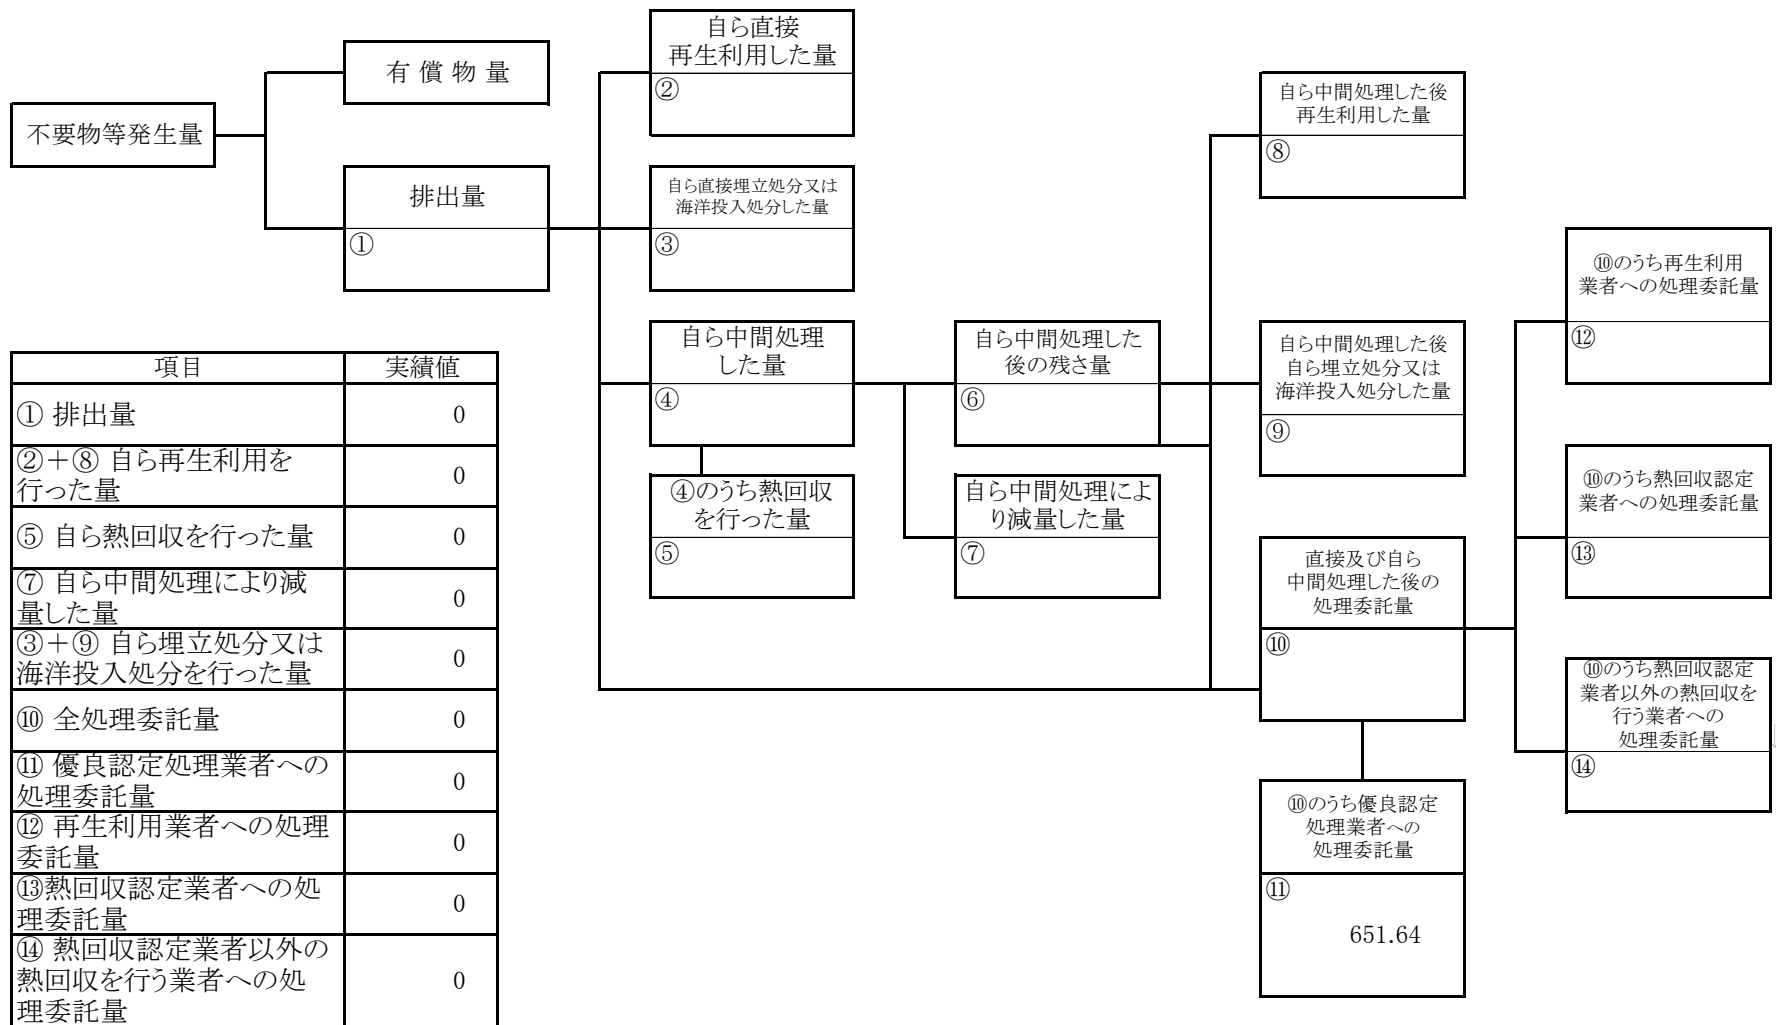 不要物等発生量
有償物量
排出量
①
自ら直接
再生利用した量
②
自ら直接埋立処分又は
海洋投入処分した量
③
自ら中間処理
した量
④
④のうち熱回収
を行った量
⑤
自ら中間処理した
後の残さ量
⑥
自ら中間処理によ
り減量した量
⑦
自ら中間処理した後
再生利用した量
⑧
自ら中間処理した後
自ら埋立処分又は
海洋投入処分した量
⑨
直接及び自ら
中間処理した後の
処理委託量
⑩
⑩のうち優良認定
処理業者への
処理委託量
⑪
651.64
⑩のうち再生利用
業者への処理委託量
⑫
⑩のうち熱回収認定
業者への処理委託量
⑬
⑩のうち熱回収認定
業者以外の熱回収を
行う業者への
処理委託量
⑭
項目 実績値
① 排出量 0
②＋⑧ 自ら再生利用を
行った量 0
⑤ 自ら熱回収を行った量 0
⑦ 自ら中間処理により減
量した量 0
③＋⑨ 自ら埋立処分又は
海洋投入処分を行った量 0
⑩ 全処理委託量 0
⑪ 優良認定処理業者への
処理委託量 0
⑫ 再生利用業者への処理
委託量 0
⑬熱回収認定業者への処
理委託量 0
⑭ 熱回収認定業者以外の
熱回収を行う業者への処 0
理委託量